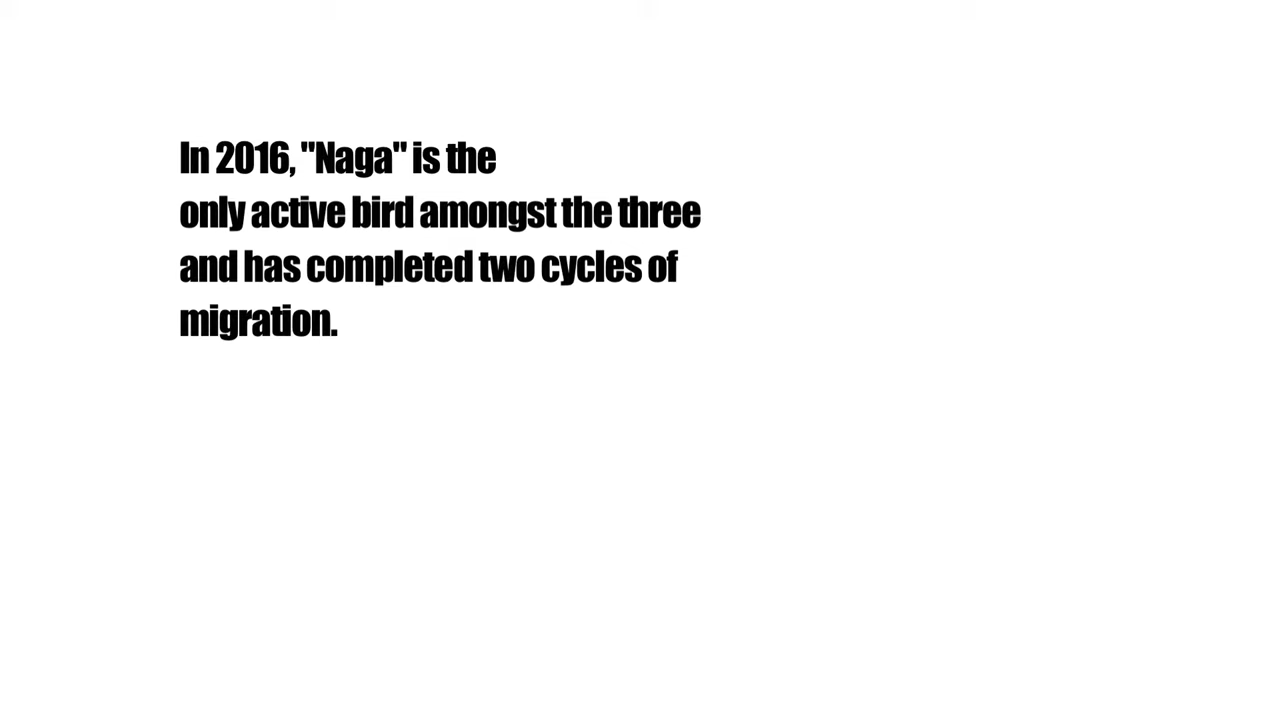 In 2016, "Naga" is the
only active bird amongst the three
and has completed two cycles of
migration.